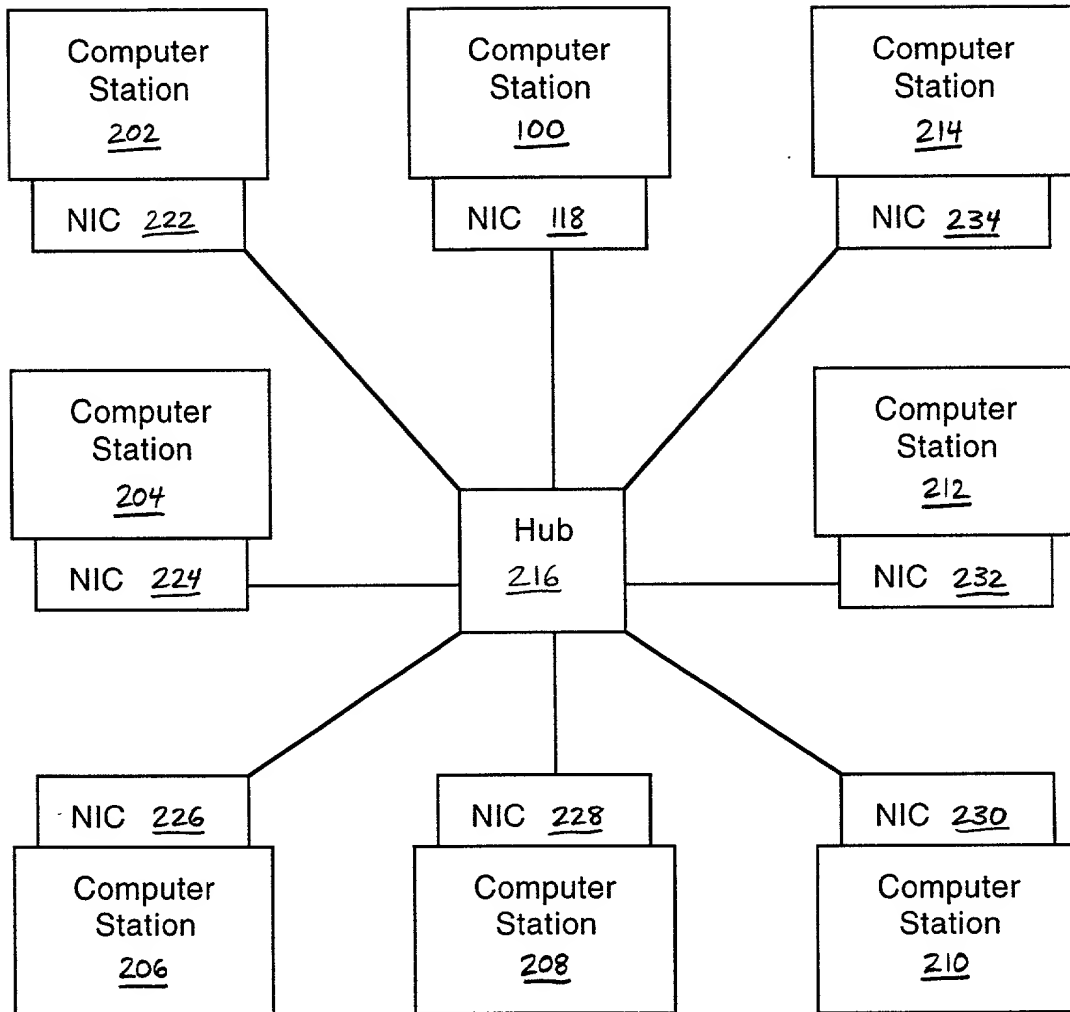 Computer
Station
202
NIC 222
Computer
Station
100
NIC 118
Computer
Station
214
NIC 234
Computer
Station
204
NIC 224
Hub
216
Computer
Station
212
NIC 232
NIC 226
Computer
Station
206
NIC 228
Computer
Station
208
NIC 230
Computer
Station
210